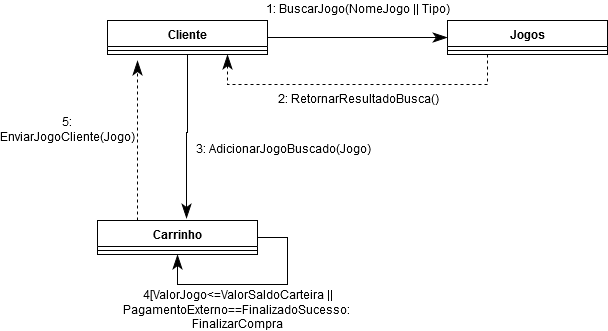 1: BuscarJogo(NomeJogo || Tipo)
Cliente
Jogos
2: RetornarResultadoBusca()
5:
EnviarJogoCliente(Jogo)
3: AdicionarJogoBuscado(Jogo)
Carrinho
4[ValorJogo<=ValorSaldoCarteira ||
PagamentoExterno==FinalizadoSucesso:
FinalizarCompra